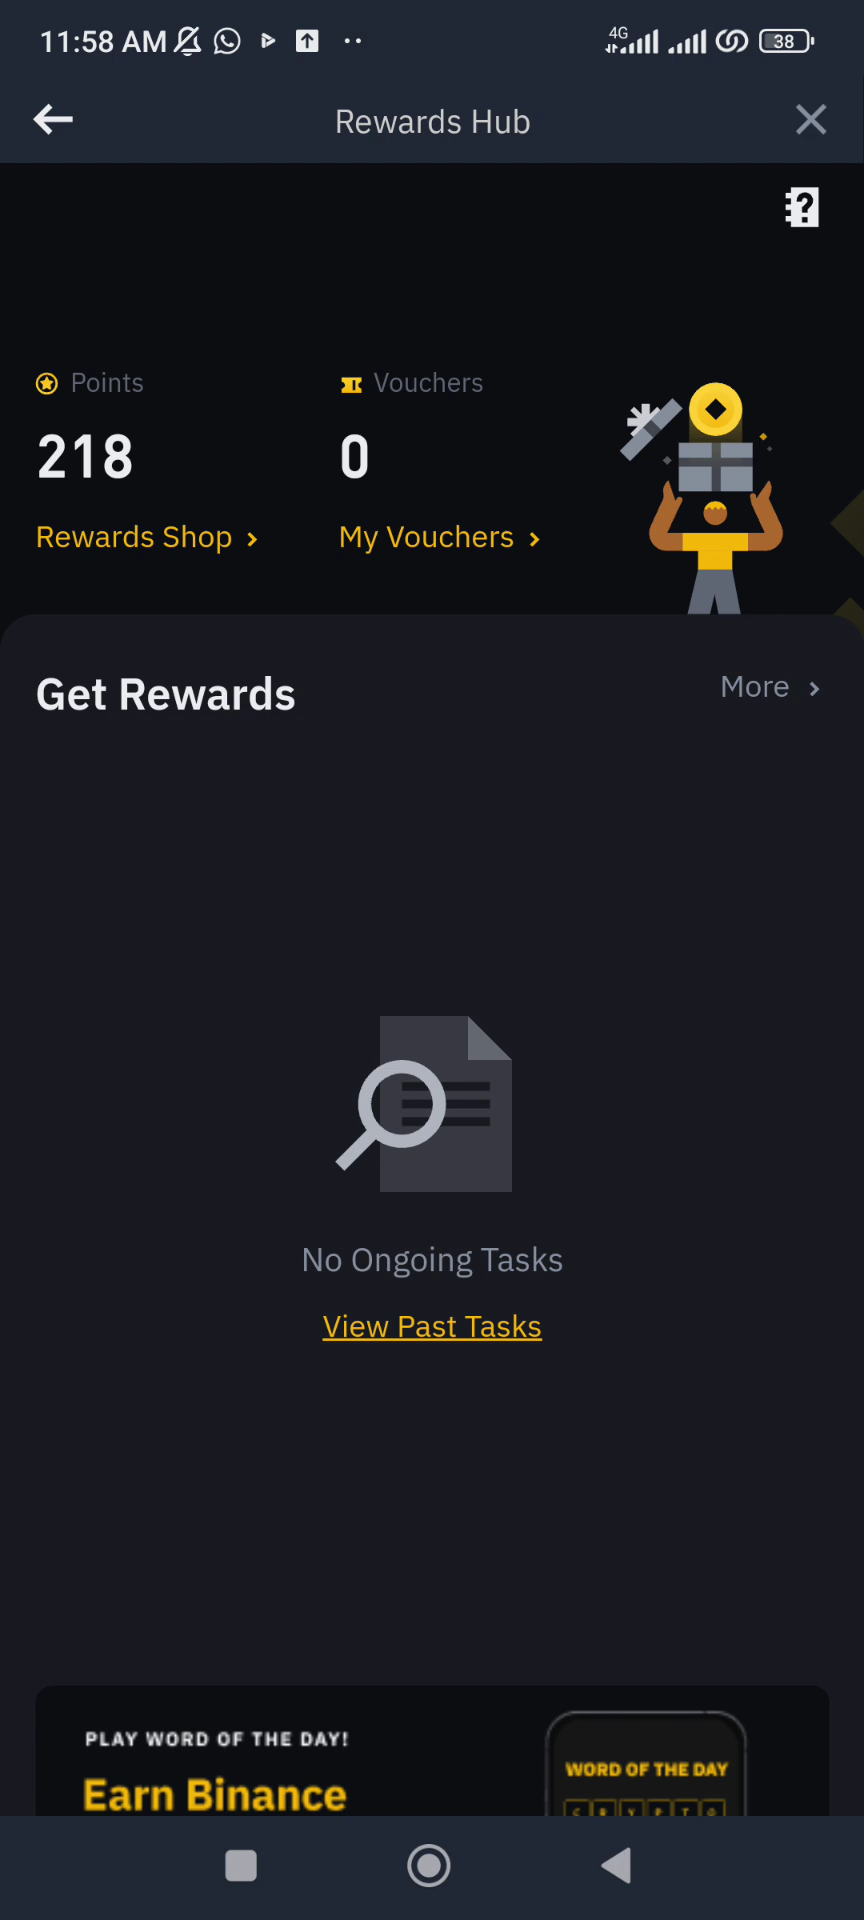 11:58 AM
4G
38
Rewards Hub
Points
Vouchers
218
0
Rewards Shop
My Vouchers
Get Rewards
More
No Ongoing Tasks
View Past Tasks
PLAY WORD OF THE DAY!
Earn Binance
WORD OF THE DAY
CRYPTO